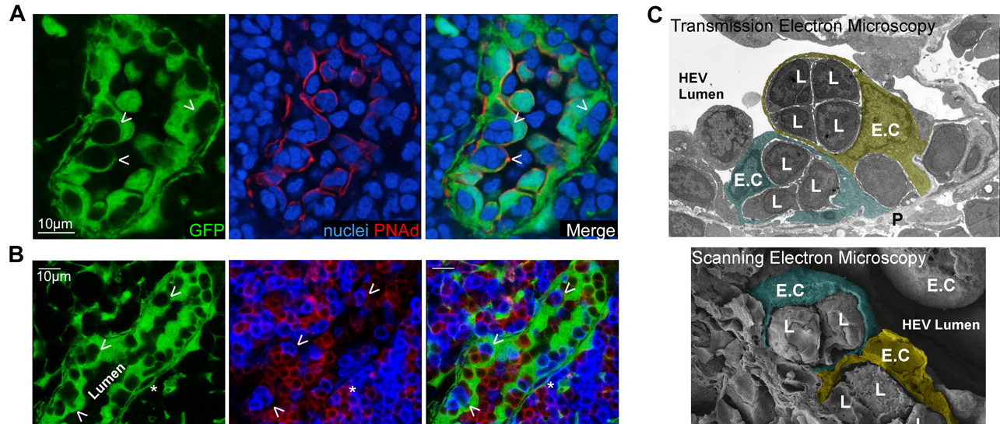 A
10µm
GFP
nuclei PNAd
Merge
B
10µm
Lumen
*
*
*
C
Transmission Electron Microscopy
HEV
Lumen
L
L
L
L
E.C
E.C
L
L
L
P
Scanning Electron Microscopy
E.C
E.C
L
L
HEV Lumen
E.C
L
L
L